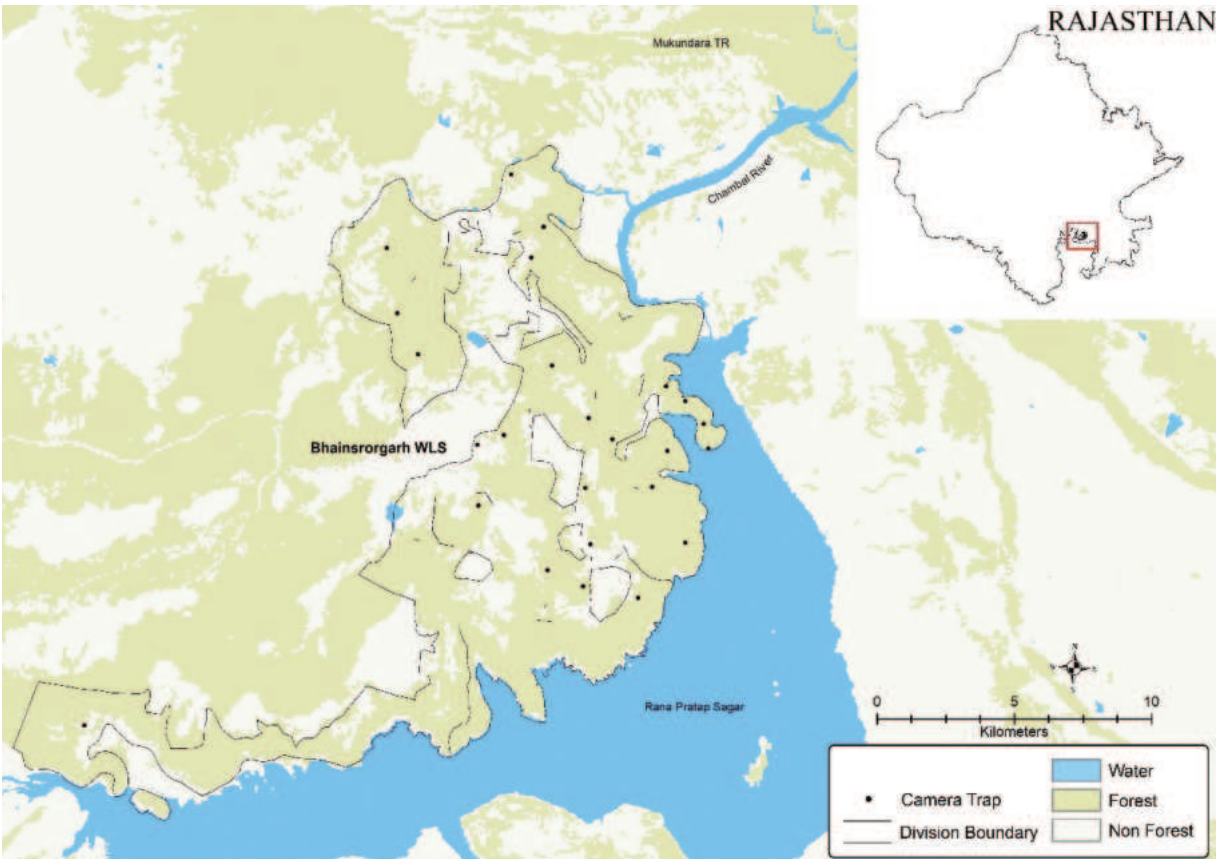 RAJASTHAN
Mukundara TR
Chambal River
Bhainsrorgarh WLS
Rana Pratap Sagar
N
N N
N
0 5 10
Kilometers
Water
Camera Trap Forest
Division Boundary Non Forest